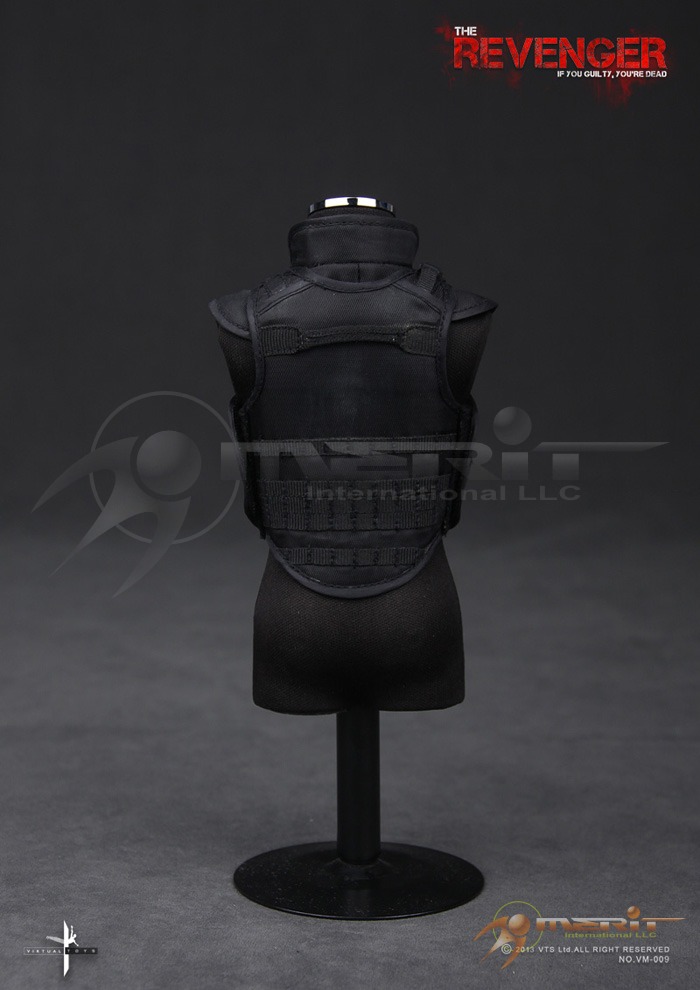 THE
REVENGER
IF YOU GUILTY, YOU'RE DEAD
MERIT
International LLC
VIRTUAL TOYS
MERIT
International LLC
© 2013 VTS Ltd.ALL RIGHT RESERVED
NO.VM-009